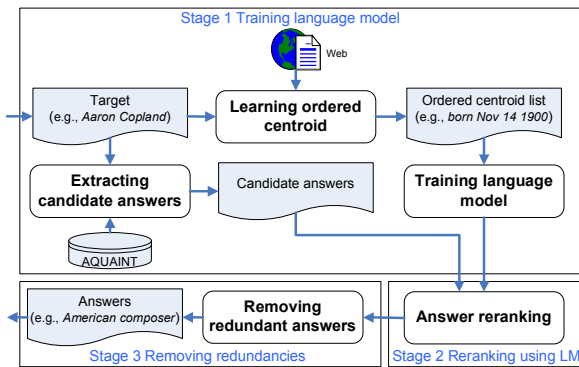 Stage 1 Training language model
Web
Target
(e.g., Aaron Copland)
Learning ordered
centroid
Ordered centroid list
(e.g., born Nov 14 1900)
Extracting
candidate answers
Candidate answers
Training language
model
AQUAINT
Answers
(e.g., American composer)
Removing
redundant answers
Answer reranking
Stage 3 Removing redundancies
Stage 2 Reranking using LM